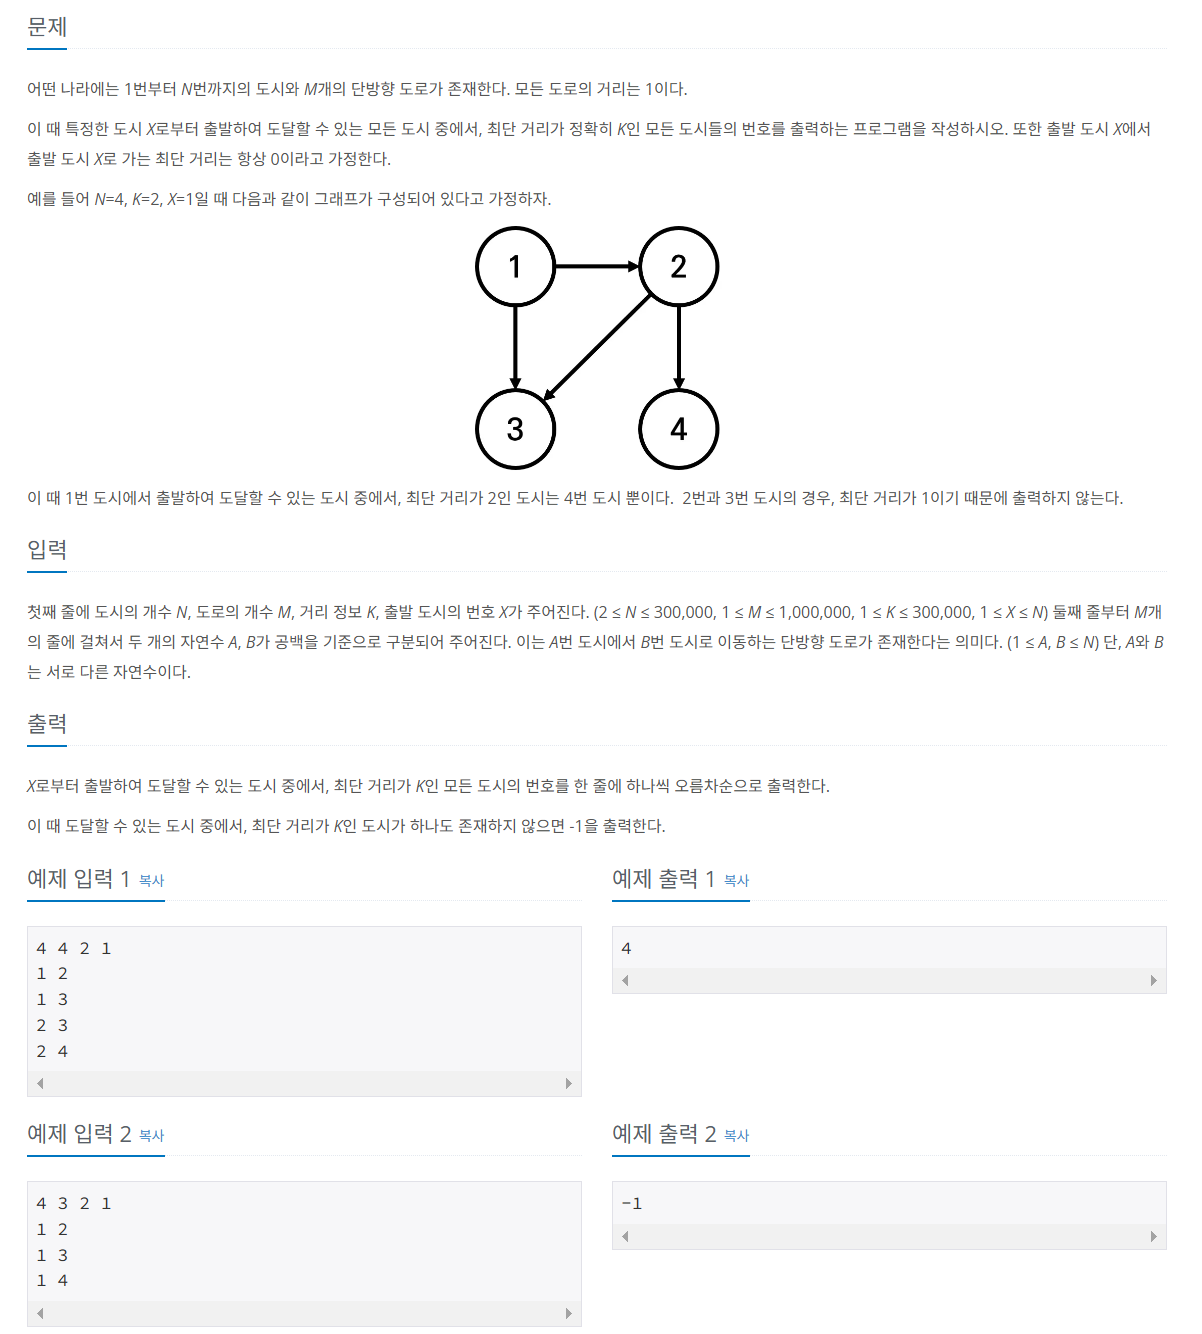 문제
어떤 나라에는 1번부터 N번까지의 도시와 M개의 단방향 도로가 존재한다. 모든 도로의 거리는 1이다.
이 때 특정한 도시 X로부터 출발하여 도달할 수 있는 모든 도시 중에서, 최단 거리가 정확히 K인 모든 도시들의 번호를 출력하는 프로그램을 작성하시오. 또한 출발 도시 X에서
출발 도시 X로 가는 최단 거리는 항상 0이라고 가정한다.
예를 들어 N=4, K=2, X=1일 때 다음과 같이 그래프가 구성되어 있다고 가정하자.
1 2
3 4
이 때 1번 도시에서 출발하여 도달할 수 있는 도시 중에서, 최단 거리가 2인 도시는 4번 도시 뿐이다.  2번과 3번 도시의 경우, 최단 거리가 1이기 때문에 출력하지 않는다.
입력
첫째 줄에 도시의 개수 N, 도로의 개수 M, 거리 정보 K, 출발 도시의 번호 X가 주어진다. (2 ≤ N ≤ 300,000, 1 ≤ M ≤ 1,000,000, 1 ≤ K ≤ 300,000, 1 ≤ X ≤ N) 둘째 줄부터 M개
의 줄에 걸쳐서 두 개의 자연수 A, B가 공백을 기준으로 구분되어 주어진다. 이는 A번 도시에서 B번 도시로 이동하는 단방향 도로가 존재한다는 의미다. (1 ≤ A, B ≤ N) 단, A와 B
는 서로 다른 자연수이다.
출력
X로부터 출발하여 도달할 수 있는 도시 중에서, 최단 거리가 K인 모든 도시의 번호를 한 줄에 하나씩 오름차순으로 출력한다.
이 때 도달할 수 있는 도시 중에서, 최단 거리가 K인 도시가 하나도 존재하지 않으면 -1을 출력한다.
예제 입력 1 복사
4 4 2 1
1 2
1 3
2 3
2 4
예제 출력 1 복사
4
예제 입력 2 복사
4 3 2 1
1 2
1 3
1 4
예제 출력 2 복사
-1